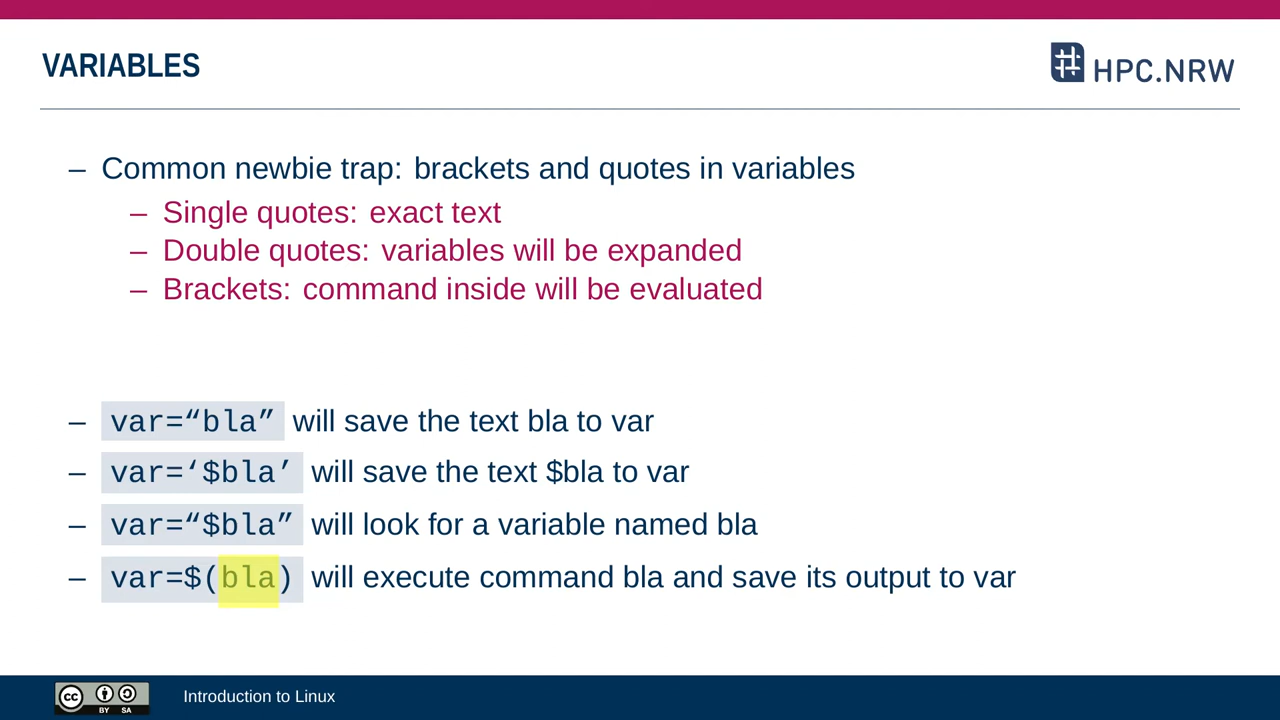 VARIABLES
HPC.NRW
– Common newbie trap: brackets and quotes in variables
– Single quotes: exact text
– Double quotes: variables will be expanded
– Brackets: command inside will be evaluated
– var=“bla” will save the text bla to var
– var=‘$bla’ will save the text $bla to var
– var=“$bla” will look for a variable named bla
– var=$(bla) will execute command bla and save its output to var
cc BY SA
Introduction to Linux